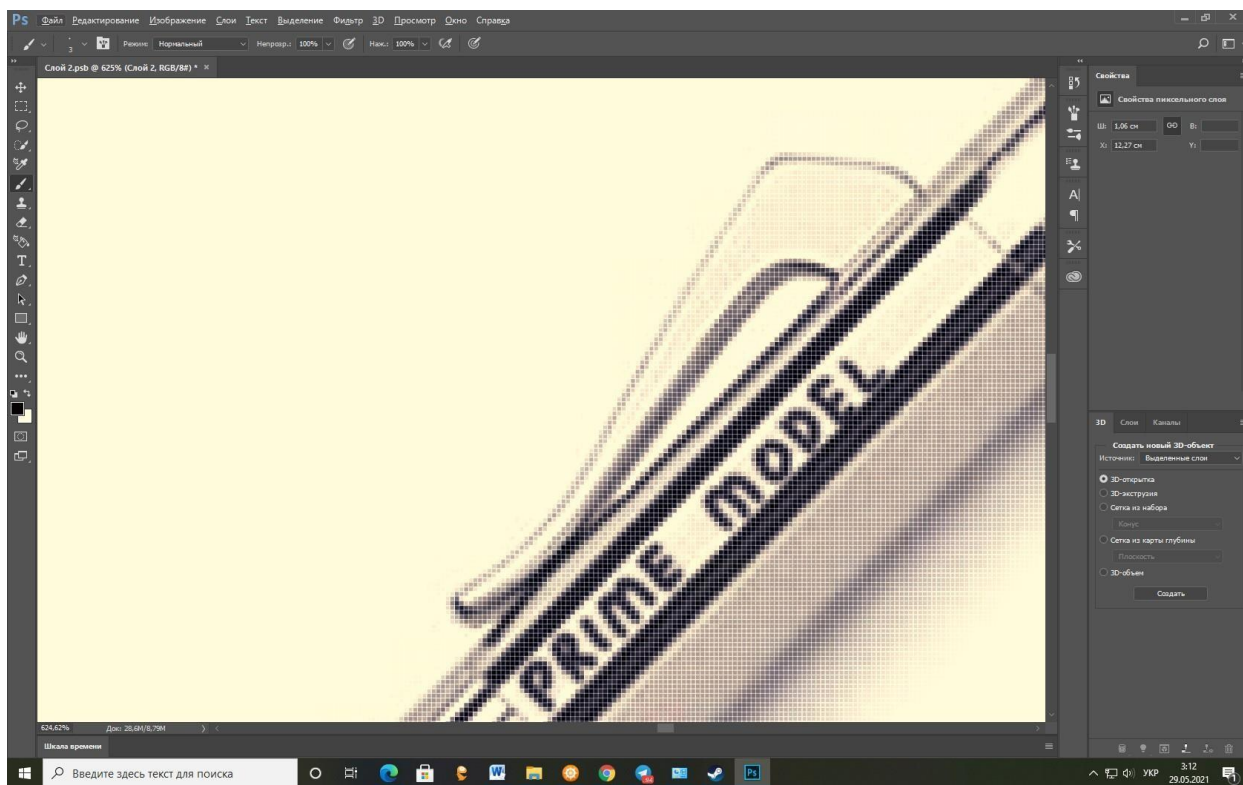 Ps Файл Редактирование Изображение Слои Текст Выделение Фильтр 3D Просмотр Окно Справка
3 Режим: Нормальный Непрозр.: 100% Наж.: 100%
Слой 2.psb @ 625% (Слой 2, RGB/8#) * ×
Свойства
Свойства пиксельного слоя
Ш: 1,06 см GO В:
X: 12,27 см Y:
PRIME MODEL
3D Слои Каналы
Создать новый 3D-объект
Источник: Выделенные слои
3D-открытка
3D-экструзия
Сетка из набора
Конус
Сетка из карты глубины
Плоскость
3D-объем
Создать
624,62% Док: 28,6M/8,79M
Шкала времени
Введите здесь текст для поиска
УКР 3:12
29.05.2021